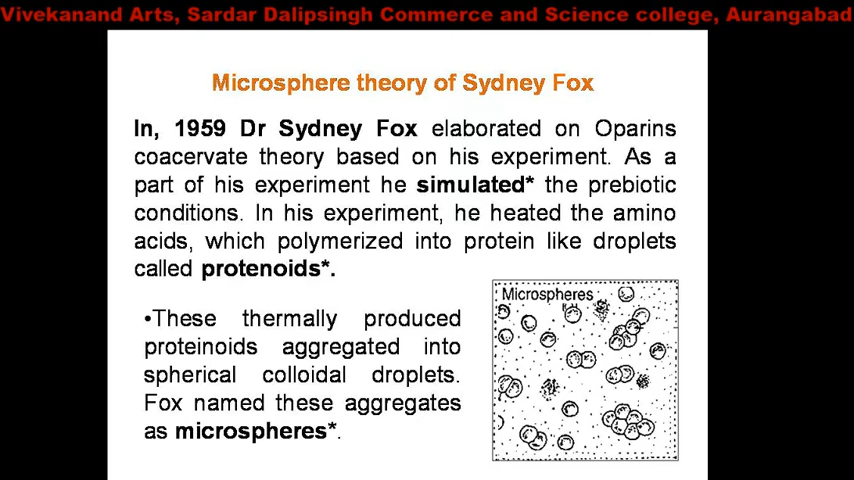 Vivekanand Arts, Sardar Dalipsingh Commerce and Science college, Aurangabad
Microsphere theory of Sydney Fox
In, 1959 Dr Sydney Fox elaborated on Oparins
coacervate theory based on his experiment. As a
part of his experiment he simulated* the prebiotic
conditions. In his experiment, he heated the amino
acids, which polymerized into protein like droplets
called protenoids*.
•These thermally produced
proteinoids aggregated into
spherical colloidal droplets.
Fox named these aggregates
as microspheres*.
Microspheres